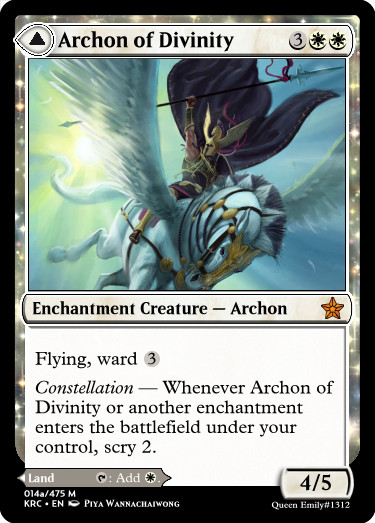 Archon of Divinity 3
Enchantment Creature — Archon
Flying, ward 3
Constellation — Whenever Archon of
Divinity or another enchantment
enters the battlefield under your
control, scry 2.
Land : Add .
4/5
014a/475 M
KRC • EN Piya Wannachaiwong
Queen Emily#1312